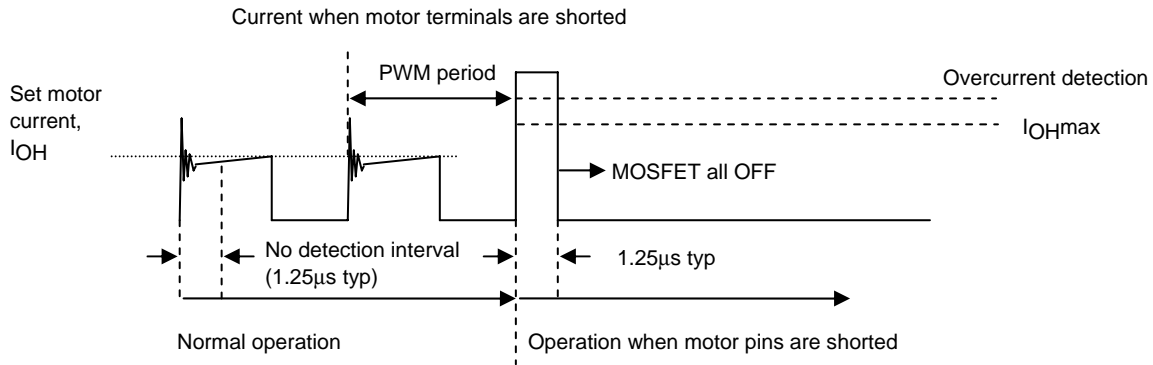 Current when motor terminals are shorted
PWM period
Overcurrent detection
Set motor
current,
IOH
IOHmax
MOSFET all OFF
No detection interval
(1.25μs typ)
1.25μs typ
Normal operation
Operation when motor pins are shorted